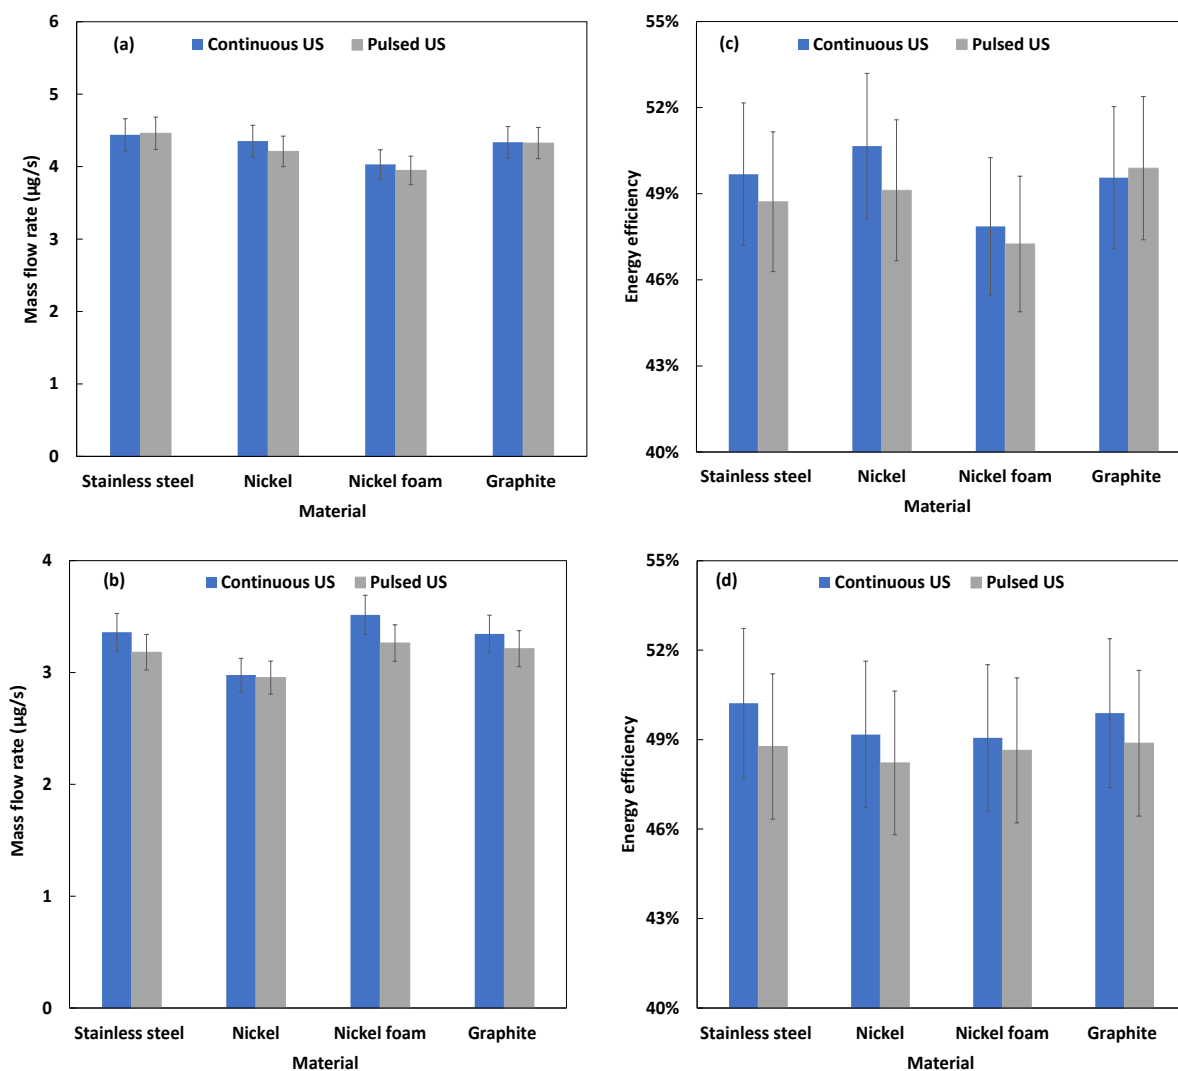 (a)
Continuous US
Pulsed US
6
5
4
3
2
1
0
Mass flow rate (µg/s)
Stainless steel
Nickel
Nickel foam
Graphite
Material
(c)
Continuous US
Pulsed US
55%
52%
49%
46%
43%
40%
Energy efficiency
Stainless steel
Nickel
Nickel foam
Graphite
Material
(b)
Continuous US
Pulsed US
4
3
2
1
0
Mass flow rate (µg/s)
Stainless steel
Nickel
Nickel foam
Graphite
Material
(d)
Continuous US
Pulsed US
55%
52%
49%
46%
43%
40%
Energy efficiency
Stainless steel
Nickel
Nickel foam
Graphite
Material